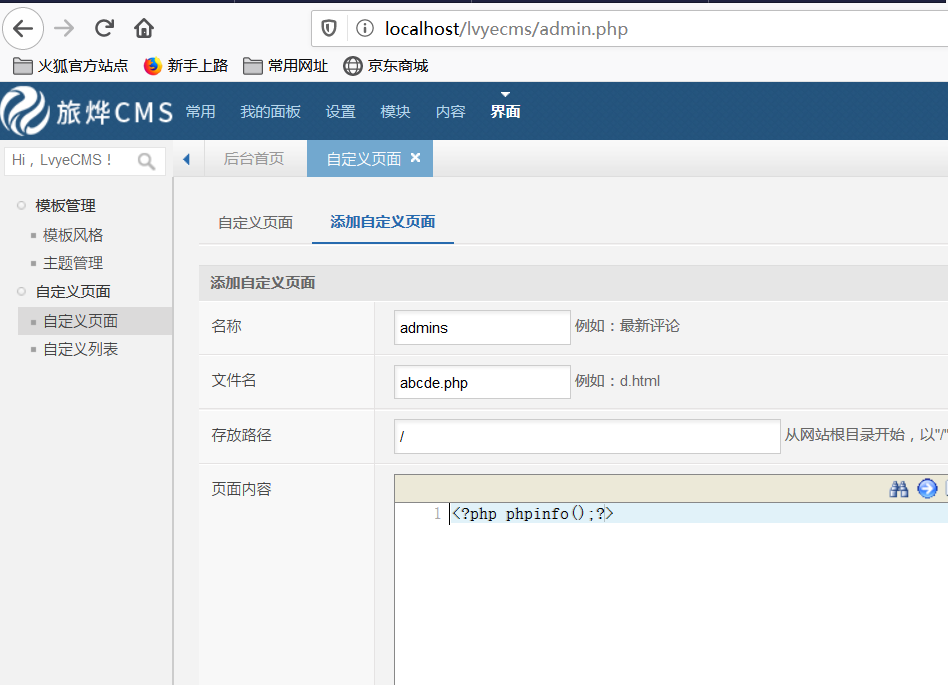 localhost/lvyecms/admin.php
火狐官方站点 新手上路 常用网址 京东商城
旅烨CMS 常用 我的面板 设置 模块 内容 界面
Hi，LvyeCMS！ 后台首页 自定义页面 ×
模板管理
模板风格
主题管理
自定义页面
自定义页面
自定义列表
自定义页面 添加自定义页面
添加自定义页面
名称 admins 例如：最新评论
文件名 abcde.php 例如：d.html
存放路径 / 从网站根目录开始，以"/"
页面内容
1 <?php phpinfo();?>